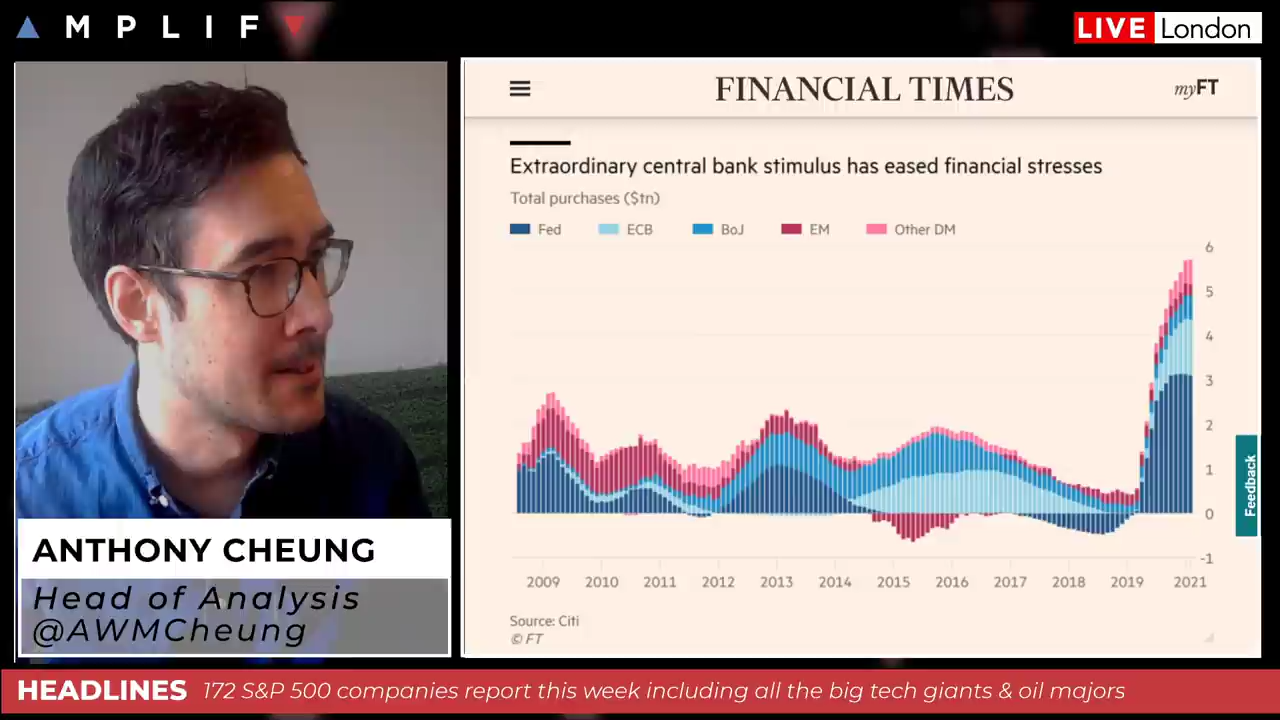 ▲ M P L I F ▼
LIVE London
FINANCIAL TIMES
myFT
Extraordinary central bank stimulus has eased financial stresses
Total purchases ($tn)
Fed ECB BoJ EM Other DM
6
5
4
3
2
1
0
-1
2009 2010 2011 2012 2013 2014 2015 2016 2017 2018 2019 2021
Source: Citi
© FT
Feedback
ANTHONY CHEUNG
Head of Analysis
@AWMCheung
HEADLINES 172 S&P 500 companies report this week including all the big tech giants & oil majors